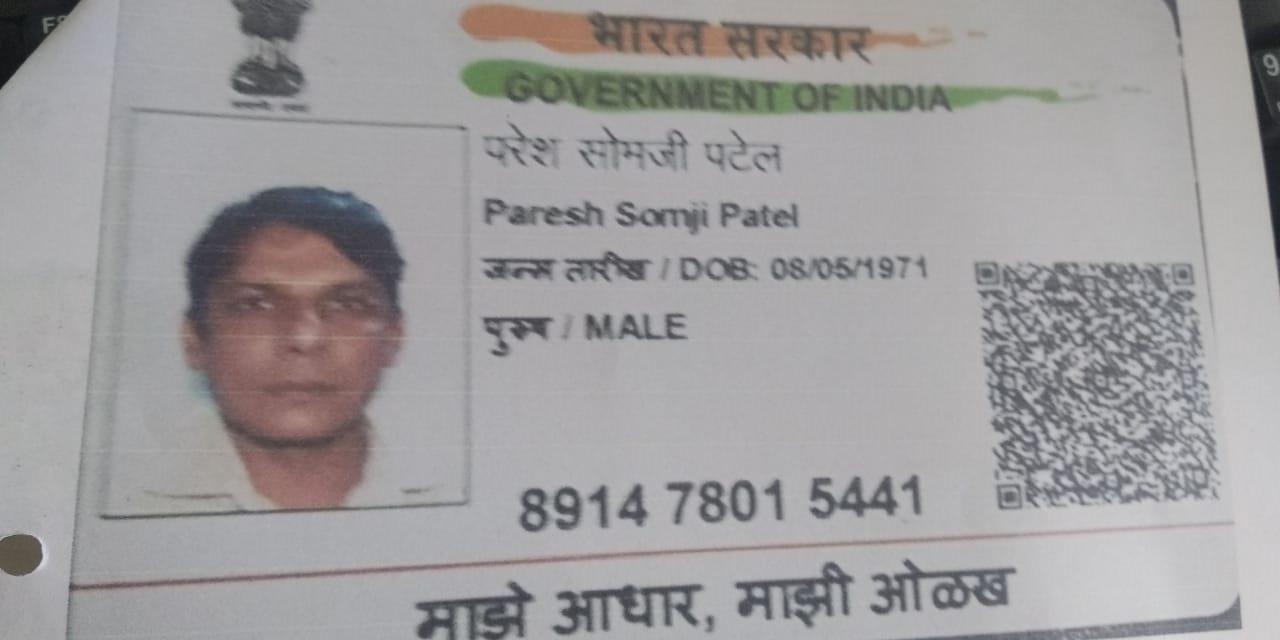 भारत सरकार
GOVERNMENT OF INDIA
परेश सोमजी पटेल
Paresh Somji Patel
जन्म तारीख / DOB: 08/05/1971
पुरुष / MALE
8914 7801 5441
माझे आधार, माझी ओळख